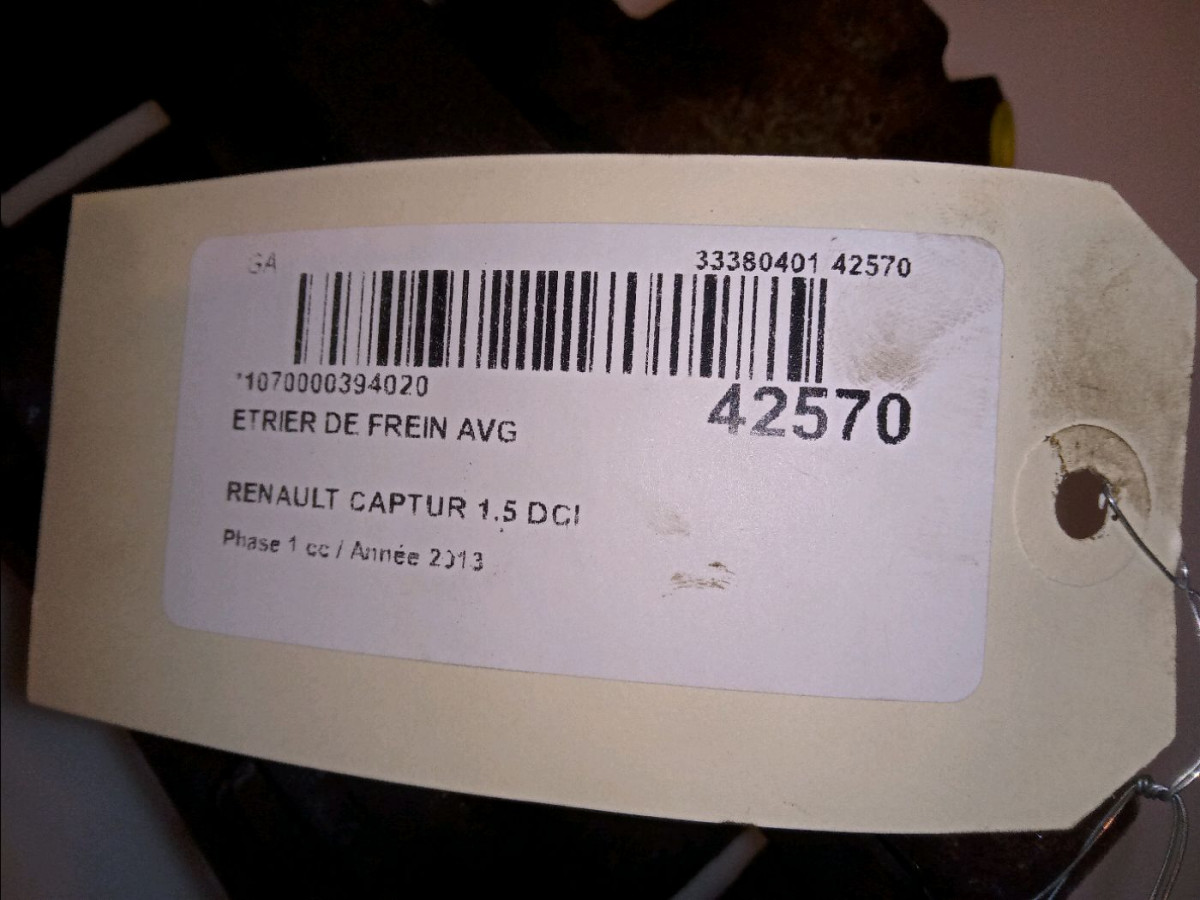 GA 33380401 42570
*1070000394020
42570
ETRIER DE FREIN AVG
RENAULT CAPTUR 1.5 DCI
Phase 1 cc / Année 2013